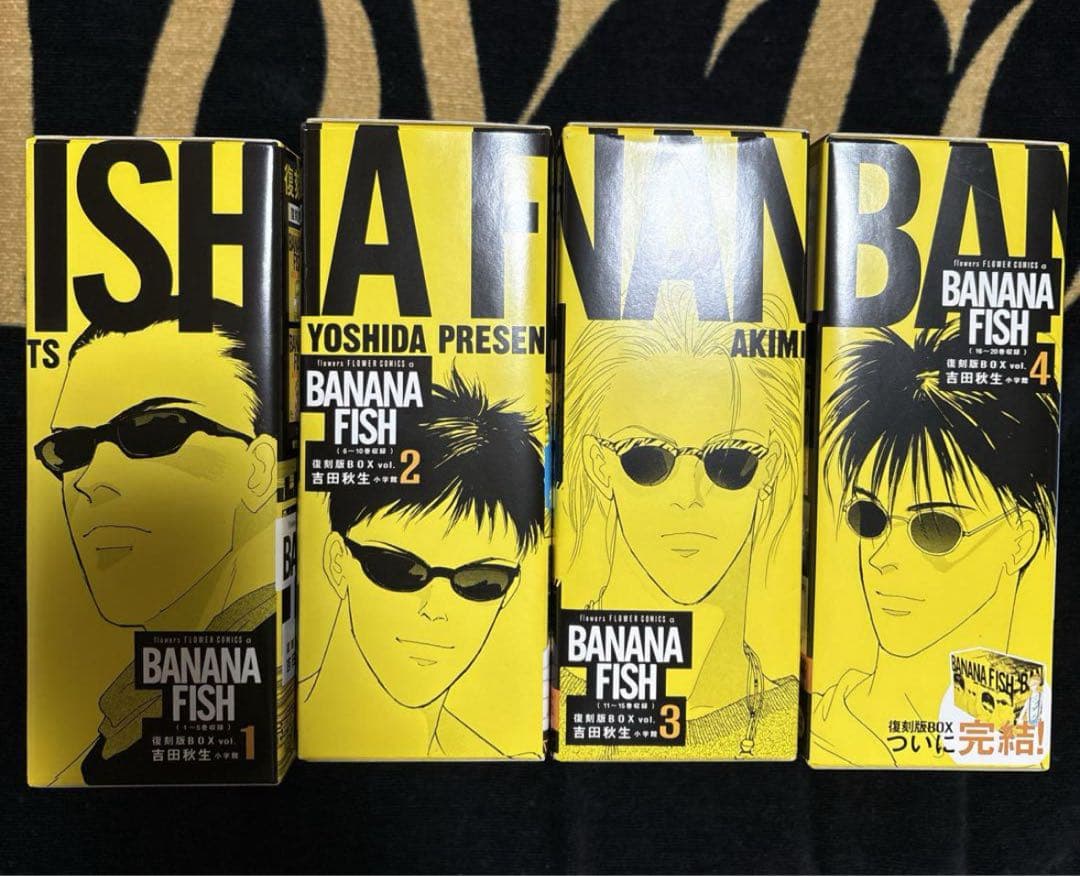 ISH
TS
BANANA
FISH
flowers FLOWER COMICS α
BANANA
FISH
(1〜5巻収録)
復刻版BOX vol.
吉田秋生 小学館 1
A F
YOSHIDA PRESEN
flowers FLOWER COMICS α
BANANA
FISH
(6〜10巻収録)
復刻版BOX vol.
吉田秋生 小学館 2
NAN
AKIMI
flowers FLOWER COMICS α
BANANA
FISH
(11〜15巻収録)
復刻版BOX vol.
吉田秋生 小学館 3
BAN
flowers FLOWER COMICS α
BANANA
FISH
(16〜20巻収録)
復刻版BOX vol.
吉田秋生 小学館 4
BANANA FISH BAN
復刻版BOX
ついに完結!